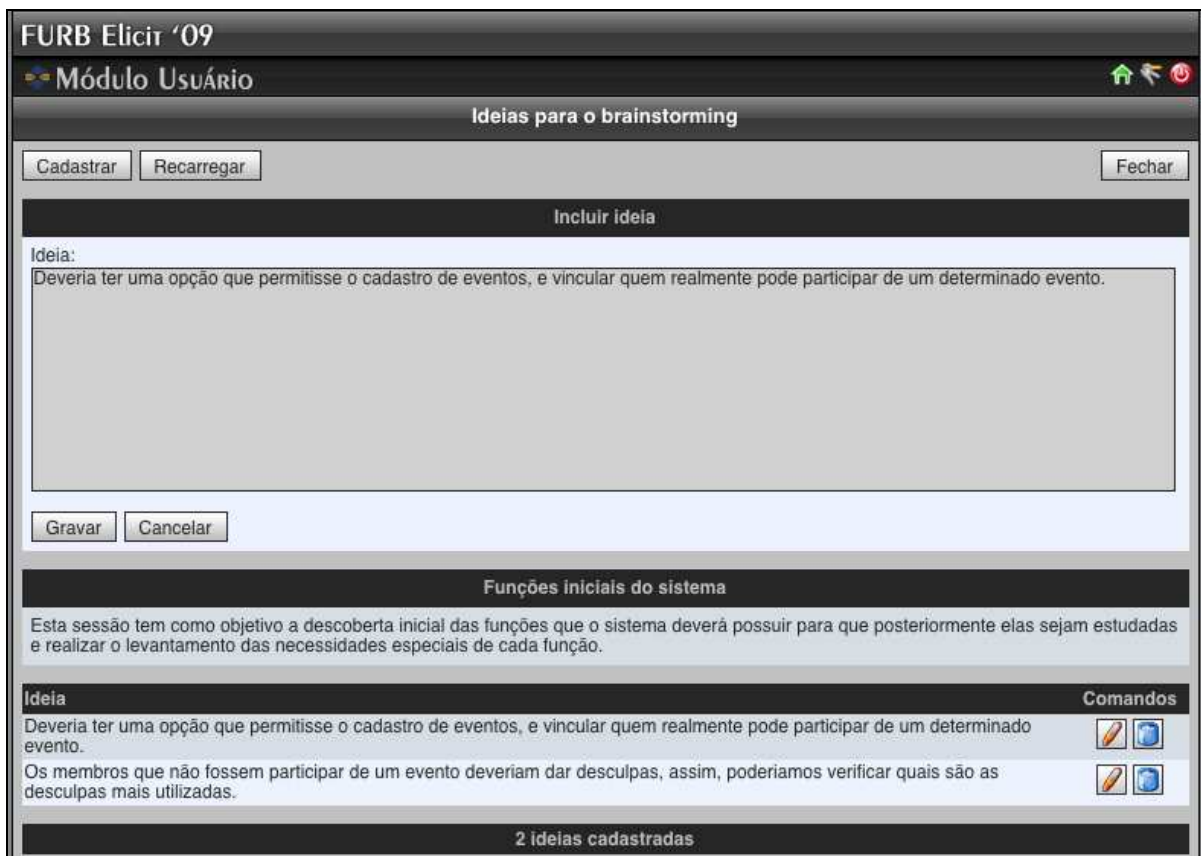 FURB Elicit ‘09
Módulo Usuário
Ideias para o brainstorming
Cadastrar Recarregar Fechar
Incluir ideia
Ideia:
Deveria ter uma opção que permitisse o cadastro de eventos, e vincular quem realmente pode participar de um determinado evento.
Gravar Cancelar
Funções iniciais do sistema
Esta sessão tem como objetivo a descoberta inicial das funções que o sistema deverá possuir para que posteriormente elas sejam estudadas
e realizar o levantamento das necessidades especiais de cada função.
Ideia Comandos
Deveria ter uma opção que permitisse o cadastro de eventos, e vincular quem realmente pode participar de um determinado
evento.
Os membros que não fossem participar de um evento deveriam dar desculpas, assim, poderiamos verificar quais são as
desculpas mais utilizadas.
2 ideias cadastradas